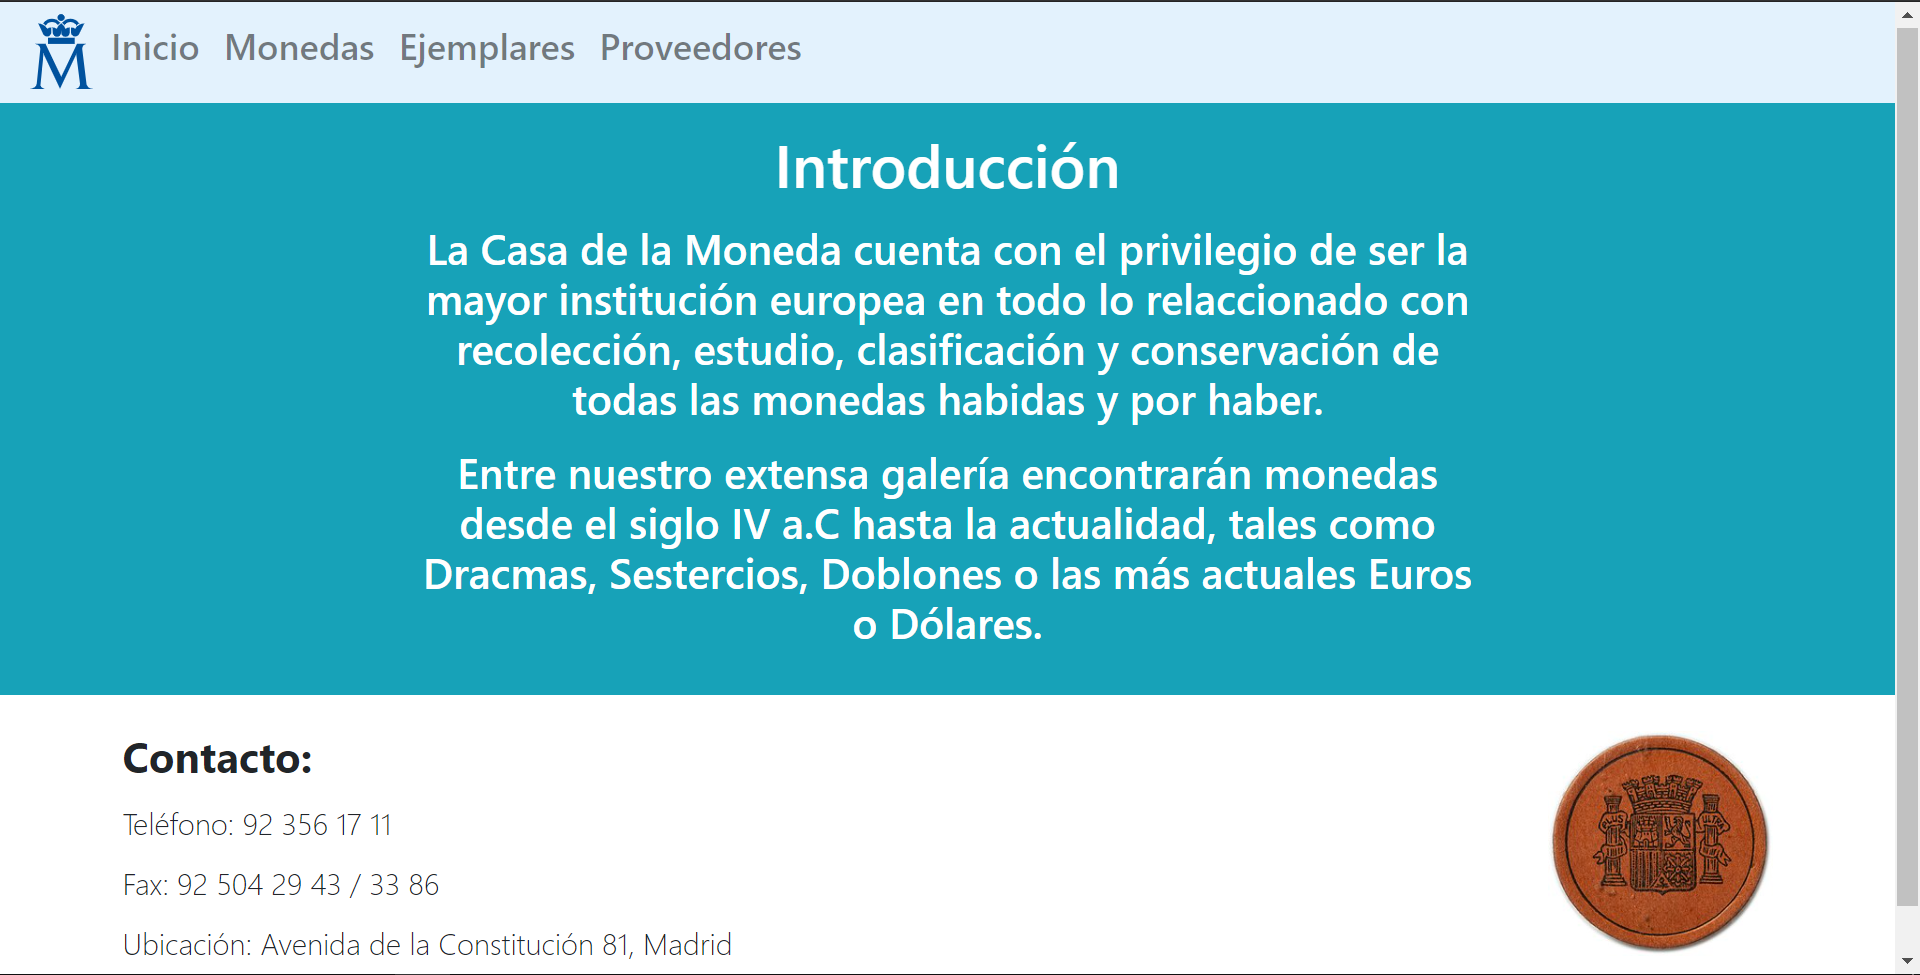 M
Inicio Monedas Ejemplares Proveedores
Introducción
La Casa de la Moneda cuenta con el privilegio de ser la
mayor institución europea en todo lo relaccionado con
recolección, estudio, clasificación y conservación de
todas las monedas habidas y por haber.
Entre nuestro extensa galería encontrarán monedas
desde el siglo IV a.C hasta la actualidad, tales como
Dracmas, Sestercios, Doblones o las más actuales Euros
o Dólares.
Contacto:
Teléfono: 92 356 17 11
Fax: 92 504 29 43 / 33 86
Ubicación: Avenida de la Constitución 81, Madrid
PLUS ULTRA